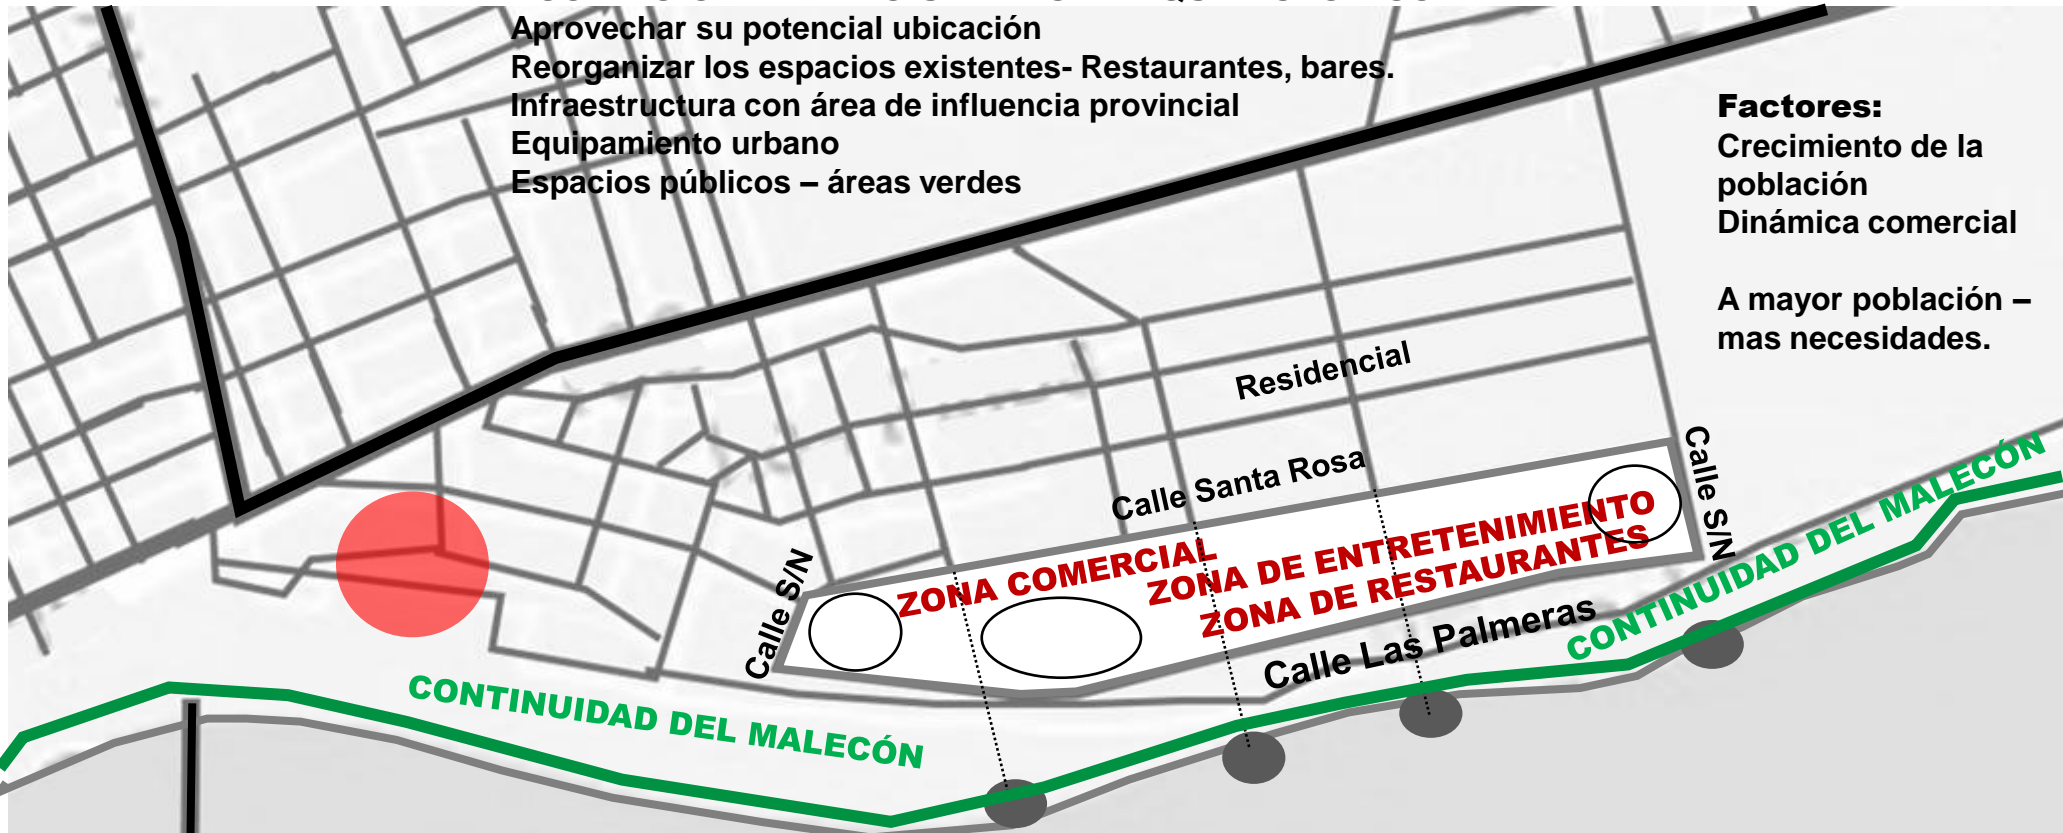 Aprovechar su potencial ubicación
Reorganizar los espacios existentes- Restaurantes, bares.
Infraestructura con área de influencia provincial
Equipamiento urbano
Espacios públicos – áreas verdes
Factores:
Crecimiento de la
población
Dinámica comercial
A mayor población –
mas necesidades.
Residencial
Calle Santa Rosa
Calle S/N
CONTINUIDAD DEL MALECÓN
ZONA COMERCIAL
ZONA DE ENTRETENIMIENTO
ZONA DE RESTAURANTES
Calle S/N
Calle Las Palmeras
CONTINUIDAD DEL MALECÓN